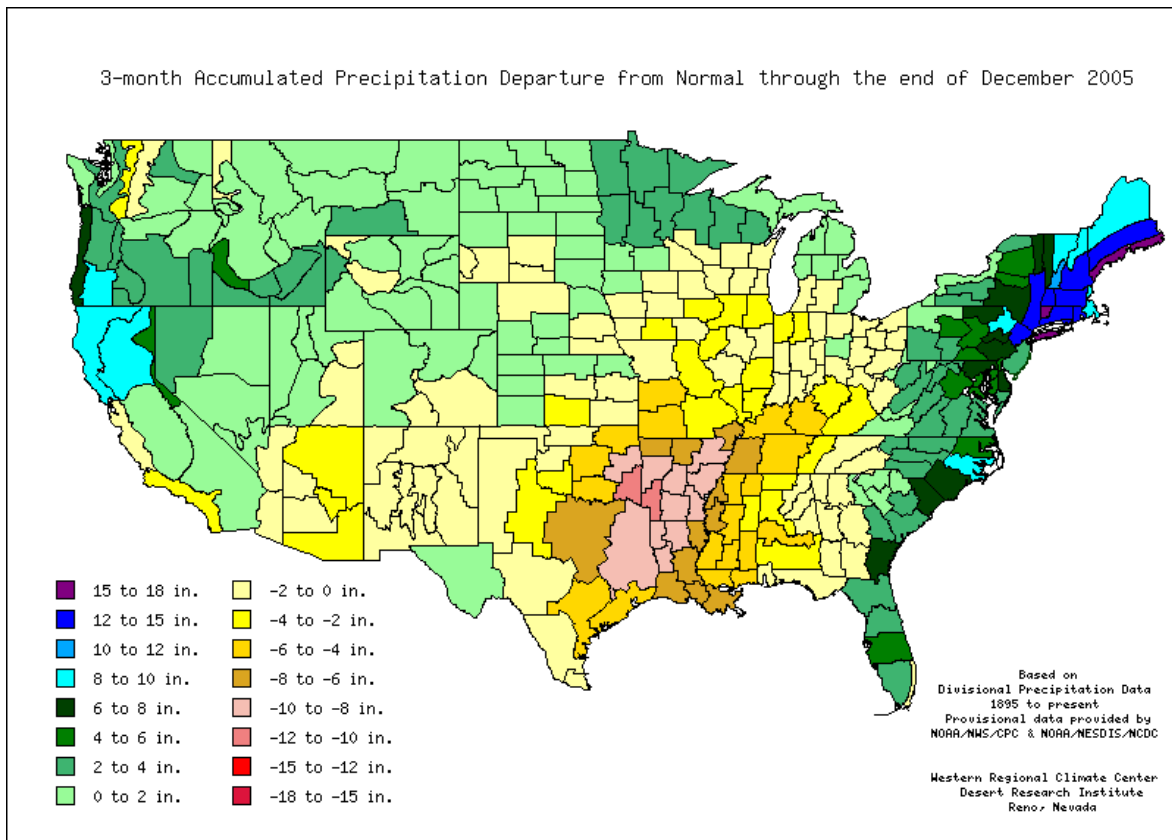 3-month Accumulated Precipitation Departure from Normal through the end of December 2005
15 to 18 in.
12 to 15 in.
10 to 12 in.
8 to 10 in.
6 to 8 in.
4 to 6 in.
2 to 4 in.
0 to 2 in.
-2 to 0 in.
-4 to -2 in.
-6 to -4 in.
-8 to -6 in.
-10 to -8 in.
-12 to -10 in.
-15 to -12 in.
-18 to -15 in.
Based on
Divisional Precipitation Data
1895 to present
Provisional data provided by
NOAA/NWS/CPC & NOAA/NESDIS/NCDC
Western Regional Climate Center
Desert Research Institute
Reno, Nevada